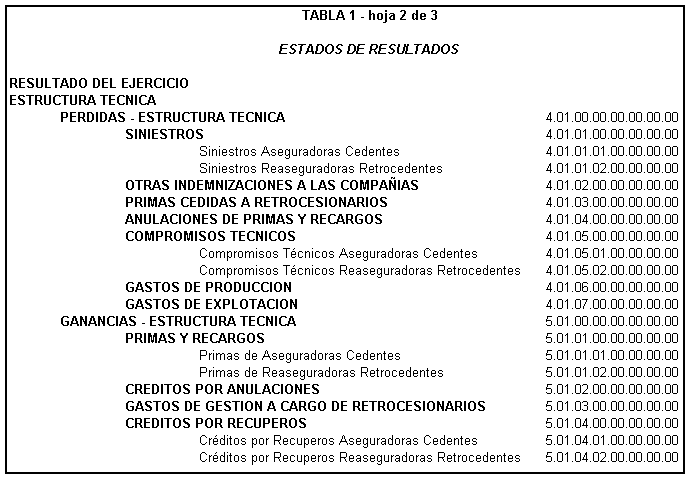 TABLA 1 - hoja 2 de 3
ESTADOS DE RESULTADOS
RESULTADO DEL EJERCICIO
ESTRUCTURA TECNICA
PERDIDAS - ESTRUCTURA TECNICA 4.01.00.00.00.00.00.00
SINIESTROS 4.01.01.00.00.00.00.00
Siniestros Aseguradoras Cedentes 4.01.01.01.00.00.00.00
Siniestros Reaseguradoras Retrocedentes 4.01.01.02.00.00.00.00
OTRAS INDEMNIZACIONES A LAS COMPAÑIAS 4.01.02.00.00.00.00.00
PRIMAS CEDIDAS A RETROCESIONARIOS 4.01.03.00.00.00.00.00
ANULACIONES DE PRIMAS Y RECARGOS 4.01.04.00.00.00.00.00
COMPROMISOS TECNICOS 4.01.05.00.00.00.00.00
Compromisos Técnicos Aseguradoras Cedentes 4.01.05.01.00.00.00.00
Compromisos Técnicos Reaseguradoras Retrocedentes 4.01.05.02.00.00.00.00
GASTOS DE PRODUCCION 4.01.06.00.00.00.00.00
GASTOS DE EXPLOTACION 4.01.07.00.00.00.00.00
GANANCIAS - ESTRUCTURA TECNICA 5.01.00.00.00.00.00.00
PRIMAS Y RECARGOS 5.01.01.00.00.00.00.00
Primas de Aseguradoras Cedentes 5.01.01.01.00.00.00.00
Primas de Reaseguradoras Retrocedentes 5.01.01.02.00.00.00.00
CREDITOS POR ANULACIONES 5.01.02.00.00.00.00.00
GASTOS DE GESTION A CARGO DE RETROCESIONARIOS 5.01.03.00.00.00.00.00
CREDITOS POR RECUPEROS 5.01.04.00.00.00.00.00
Créditos por Recuperos Aseguradoras Cedentes 5.01.04.01.00.00.00.00
Créditos por Recuperos Reaseguradoras Retrocedentes 5.01.04.02.00.00.00.00